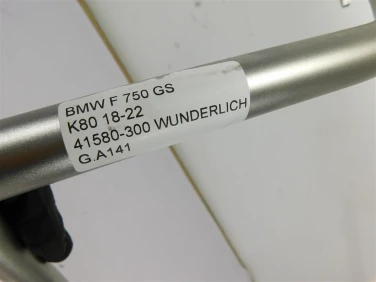 BMW F 750 GS
K80 18-22
41580-300 WUNDERLICH
G.A141